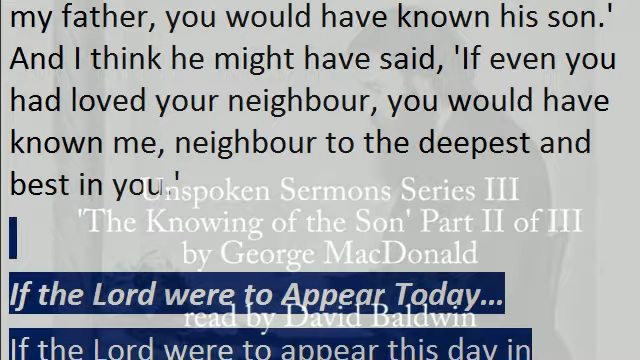 my father, you would have known his son.'
And I think he might have said, 'If even you
had loved your neighbour, you would have
known me, neighbour to the deepest and
best in you.'
Unspoken Sermons Series III
'The Knowing of the Son' Part II of III
by George MacDonald
If the Lord were to Appear Today...
read by David Baldwin
If the Lord were to appear this day in